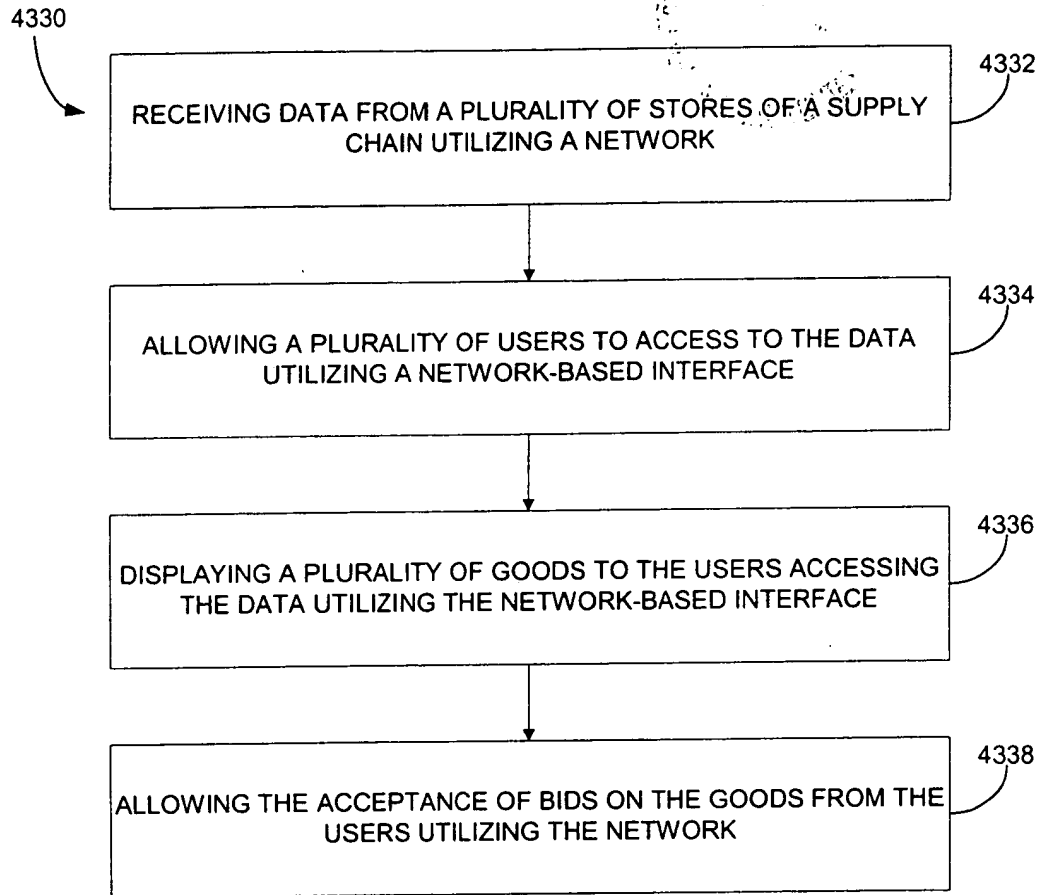 4330
4332
RECEIVING DATA FROM A PLURALITY OF STORES OF A SUPPLY
CHAIN UTILIZING A NETWORK
4334
ALLOWING A PLURALITY OF USERS TO ACCESS TO THE DATA
UTILIZING A NETWORK-BASED INTERFACE
4336
DISPLAYING A PLURALITY OF GOODS TO THE USERS ACCESSING
THE DATA UTILIZING THE NETWORK-BASED INTERFACE
4338
ALLOWING THE ACCEPTANCE OF BIDS ON THE GOODS FROM THE
USERS UTILIZING THE NETWORK